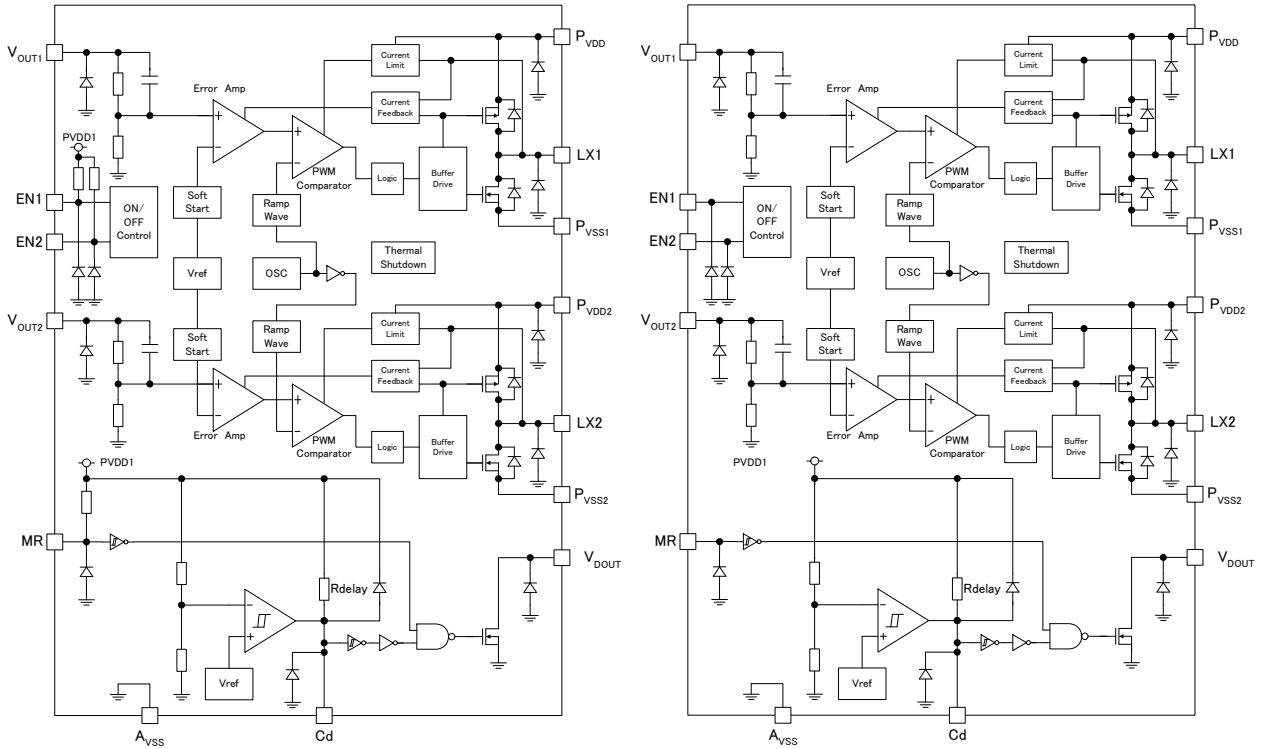 VOUT1
Error Amp
Current Limit
PVDD
Current Feedback
PVDD1
LX1
PWM Comparator
Logic
Buffer Drive
EN1
EN2
ON/ OFF Control
Soft Start
Ramp Wave
PVSS1
Vref
OSC
Thermal Shutdown
VOUT2
Soft Start
Ramp Wave
Current Limit
PVDD2
Current Feedback
LX2
Error Amp
PWM Comparator
Logic
Buffer Drive
PVDD1
PVSS2
MR
VDOUT
Rdelay
Vref
AVSS
Cd
VOUT1
Error Amp
Current Limit
PVDD
Current Feedback
LX1
PWM Comparator
Logic
Buffer Drive
EN1
EN2
ON/ OFF Control
Soft Start
Ramp Wave
PVSS1
Vref
OSC
Thermal Shutdown
VOUT2
Soft Start
Ramp Wave
Current Limit
PVDD2
Current Feedback
LX2
Error Amp
PWM Comparator
Logic
Buffer Drive
PVDD1
PVSS2
MR
VDOUT
Rdelay
Vref
AVSS
Cd